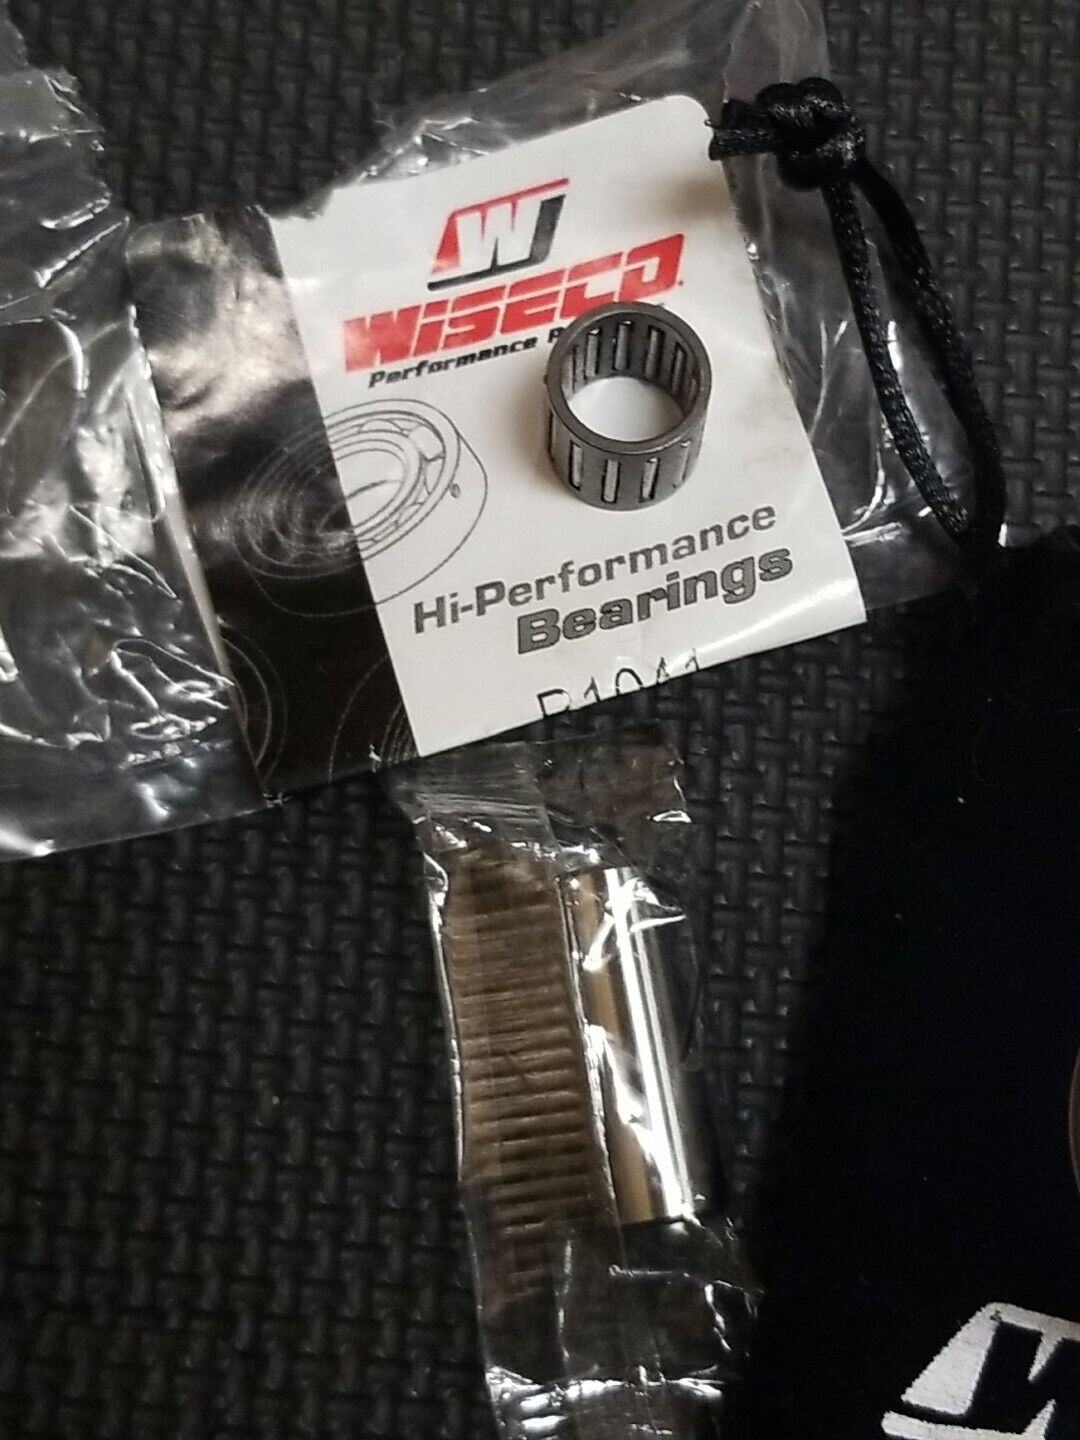 W
WISECO
Performance
Hi-Performance
Bearings
W